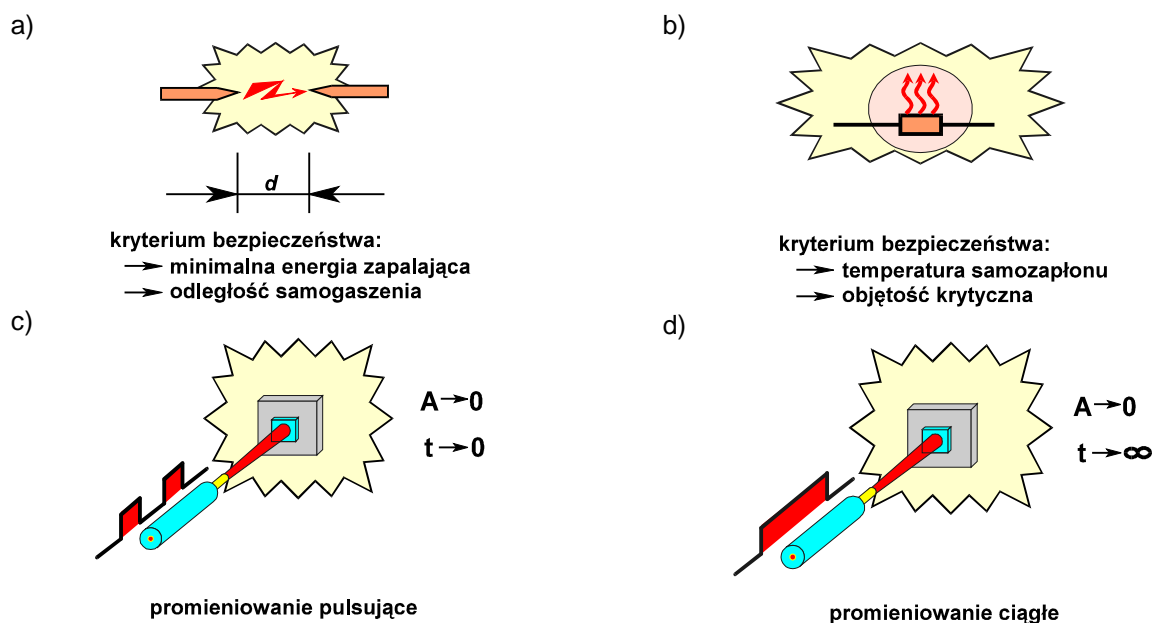 a)
d
kryterium bezpieczeństwa:
→ minimalna energia zapalająca
→ odległość samogaszenia
b)
kryterium bezpieczeństwa:
→ temperatura samozapłonu
→ objętość krytyczna
c)
A→0
t→0
promieniowanie pulsujące
d)
A→0
t→∞
promieniowanie ciągłe